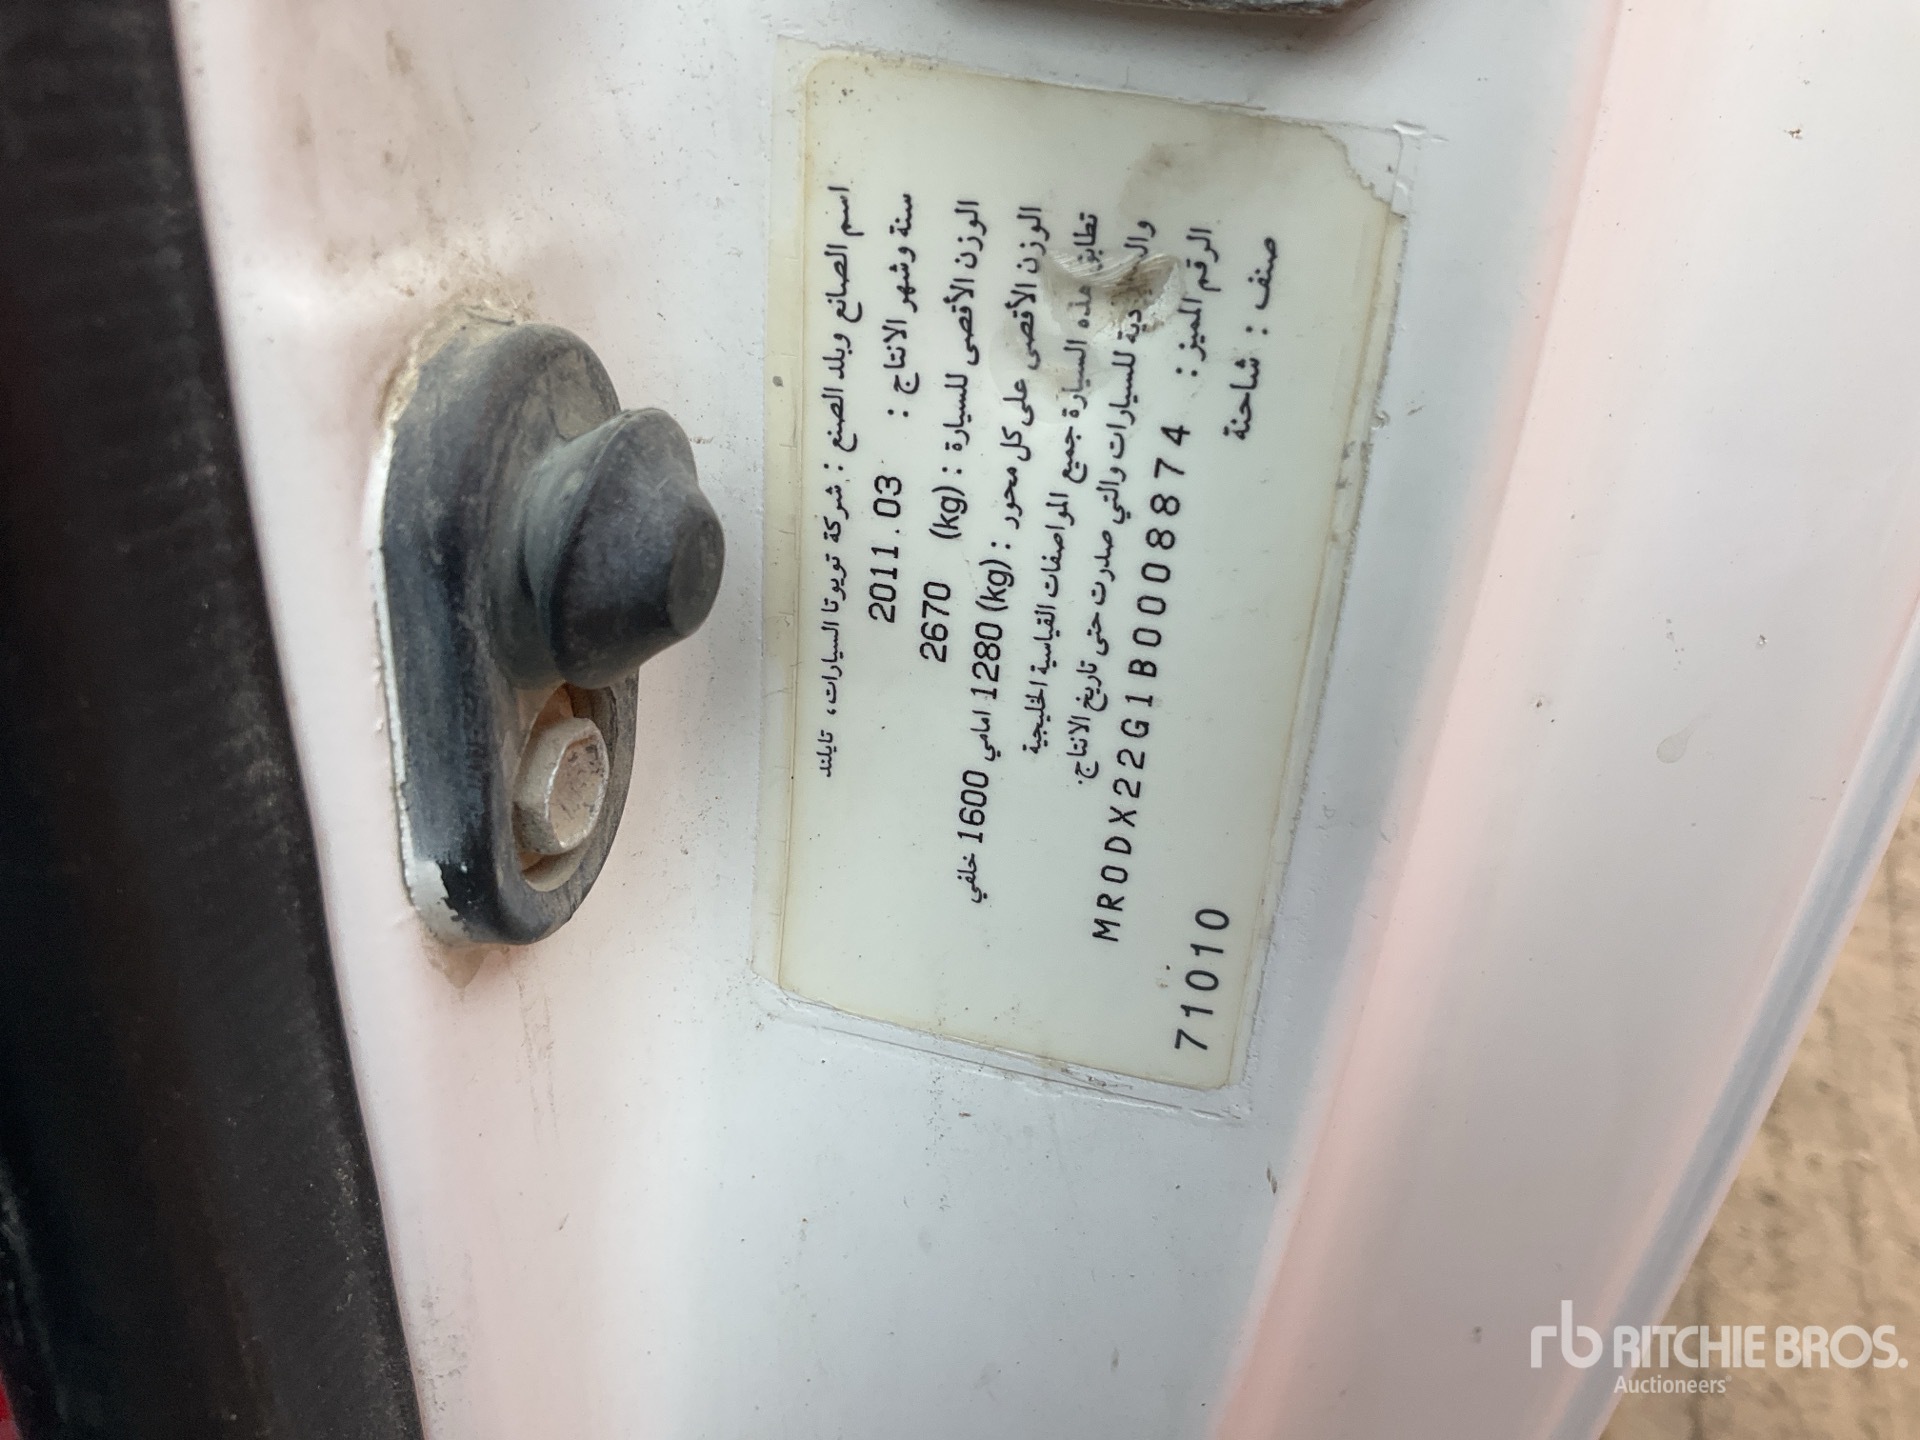 اسم الصانع وبلد الصنع : شركة تويوتا السيارات، تايلند
سنة وشهر الانتاج : 2011.03
الوزن الأقصى للسيارة : (kg) 2670
الوزن الأقصى على كل محور : (kg) 1280 امامي 1600 خلفي
تطابق هذه السيارة جميع المواصفات القياسية الخليجية
للسيارات والتي صدرت حتى تاريخ الانتاج.
الرقم المميز : MR0DX22G1B0008874
صنف : شاحنة
71010
rb RITCHIE BROS.
Auctioneers